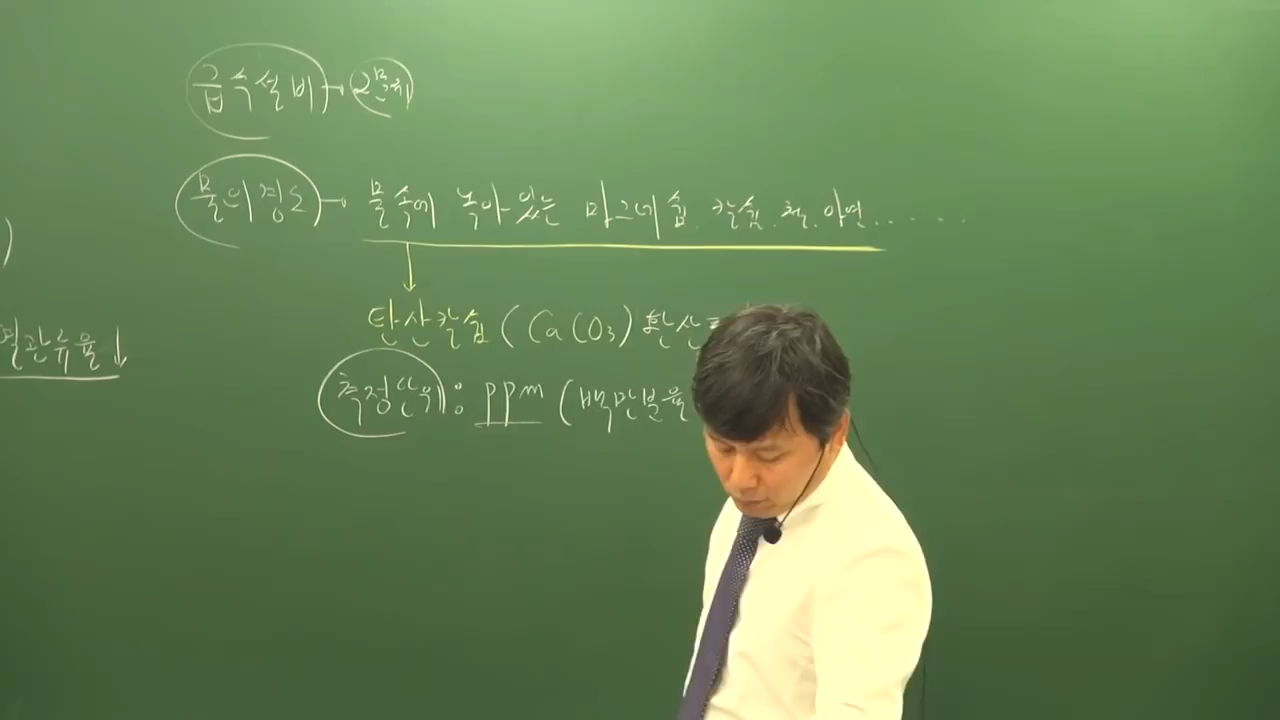 급수설비 → 2문제
물의경도 → 물속에 녹아있는 마그네슘. 칼슘. 철. 아연......
탄산칼슘 (CaCO₃) 환산
열관류율↓
측정단위 : ppm (백만분율